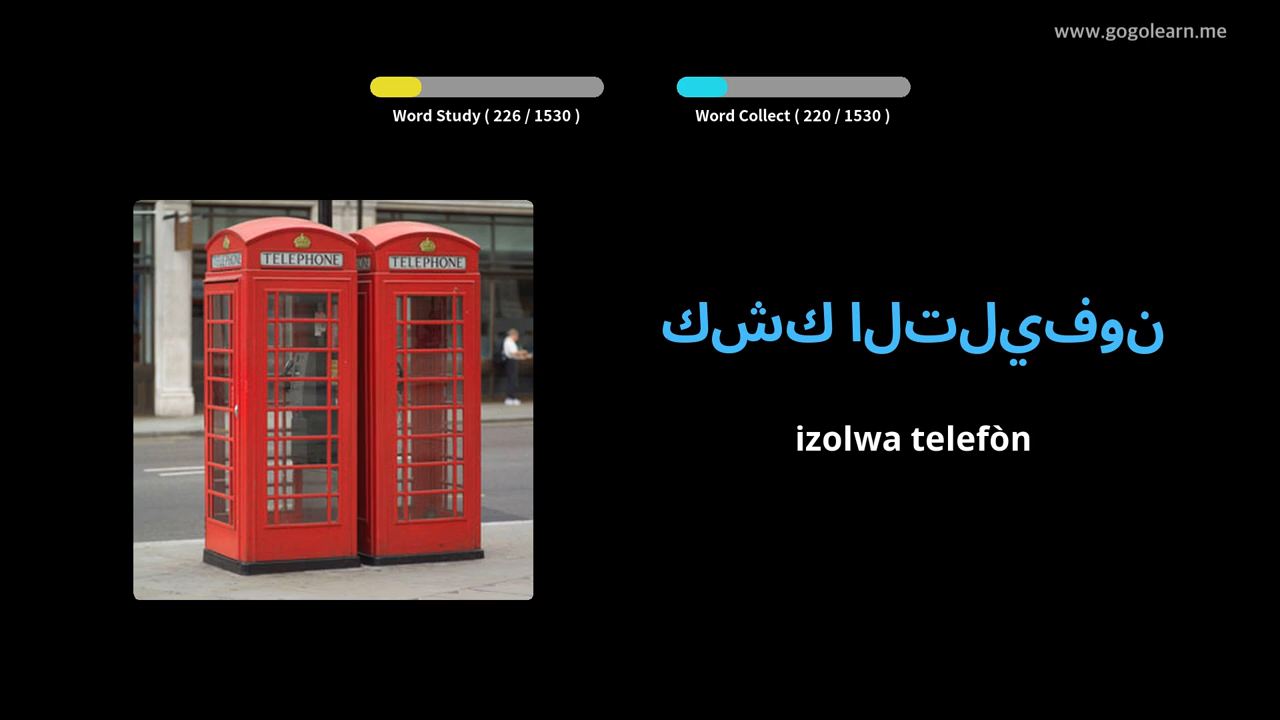 www.gogolearn.me
Word Study ( 226 / 1530 )
Word Collect ( 220 / 1530 )
TELEPHONE
TELEPHONE
كشك التليفون
izolwa telefòn